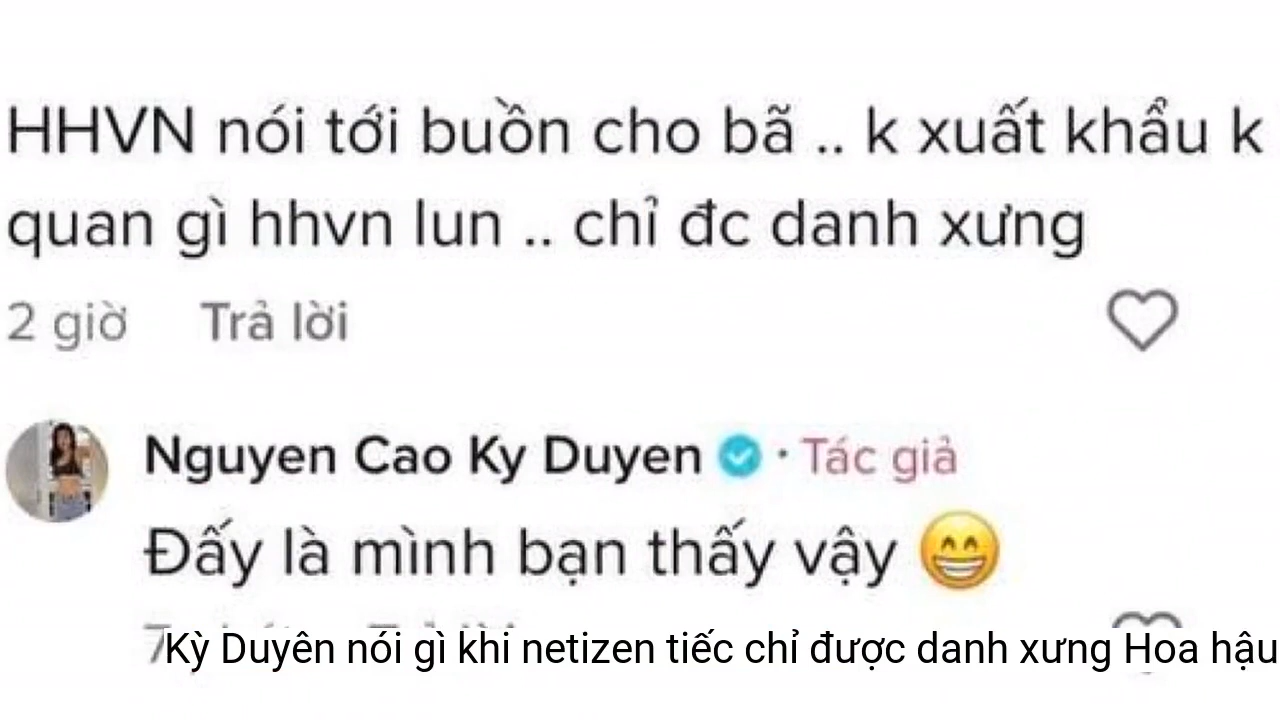 HHVN nói tới buồn cho bã .. k xuất khẩu k
quan gì hhvn lun .. chỉ đc danh xưng
2 giờ Trả lời
Nguyen Cao Ky Duyen · Tác giả
Đấy là mình bạn thấy vậy 😁
Kỳ Duyên nói gì khi netizen tiếc chỉ được danh xưng Hoa hậu